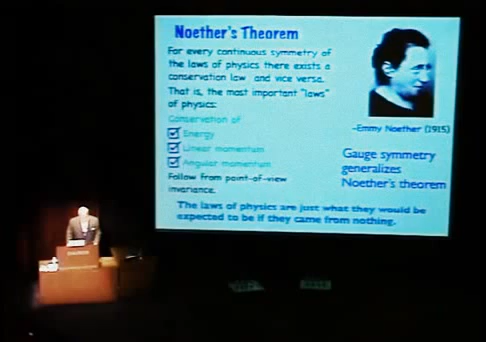 Noether's Theorem
For every continuous symmetry of
the laws of physics there exists a
conservation law and vice versa.
That is, the most important "laws"
of physics:
Conservation of
Energy
Linear momentum
Angular momentum
Follow from point-of-view
invariance.
-Emmy Noether (1915)
Gauge symmetry
generalizes
Noether's theorem
The laws of physics are just what they would be
expected to be if they came from nothing.